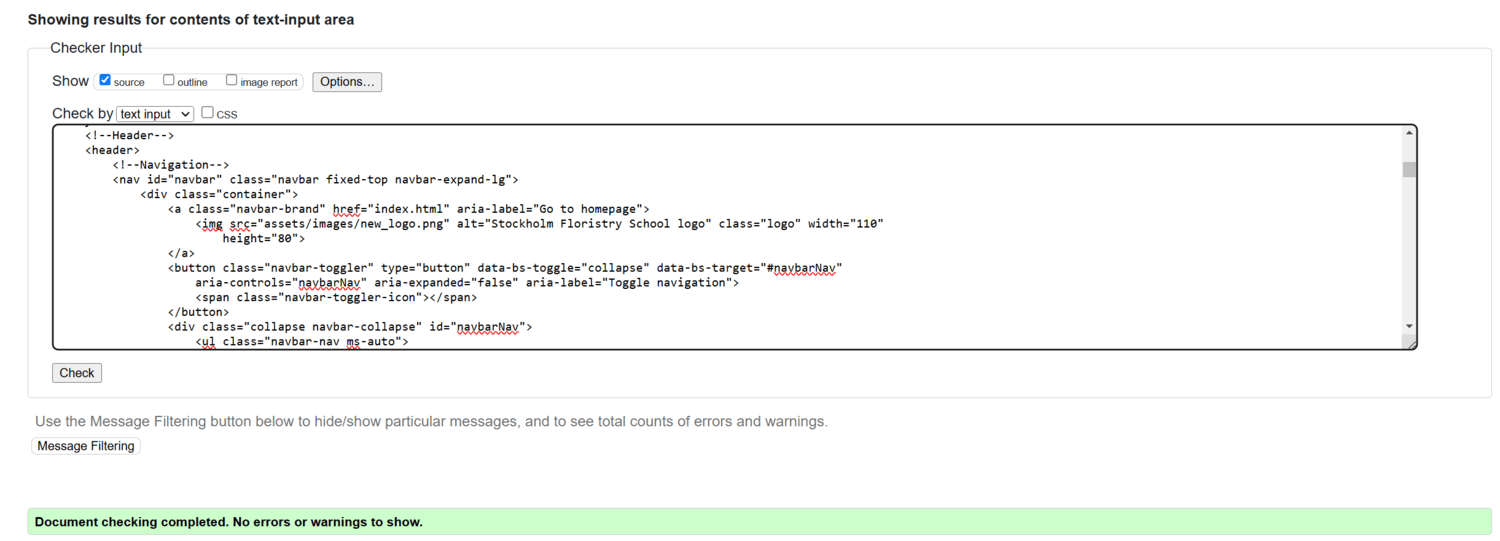 Showing results for contents of text-input area
Checker Input
Show source outline image report Options...
Check by text input CSS
<!--Header-->
<header>
<!--Navigation-->
<nav id="navbar" class="navbar fixed-top navbar-expand-lg">
<div class="container">
<a class="navbar-brand" href="index.html" aria-label="Go to homepage">
<img src="assets/images/new_logo.png" alt="Stockholm Floristry School logo" class="logo" width="110"
height="80">
</a>
<button class="navbar-toggler" type="button" data-bs-toggle="collapse" data-bs-target="#navbarNav"
aria-controls="navbarNav" aria-expanded="false" aria-label="Toggle navigation">
<span class="navbar-toggler-icon"></span>
</button>
<div class="collapse navbar-collapse" id="navbarNav">
<ul class="navbar-nav ms-auto">
Check
Use the Message Filtering button below to hide/show particular messages, and to see total counts of errors and warnings.
Message Filtering
Document checking completed. No errors or warnings to show.